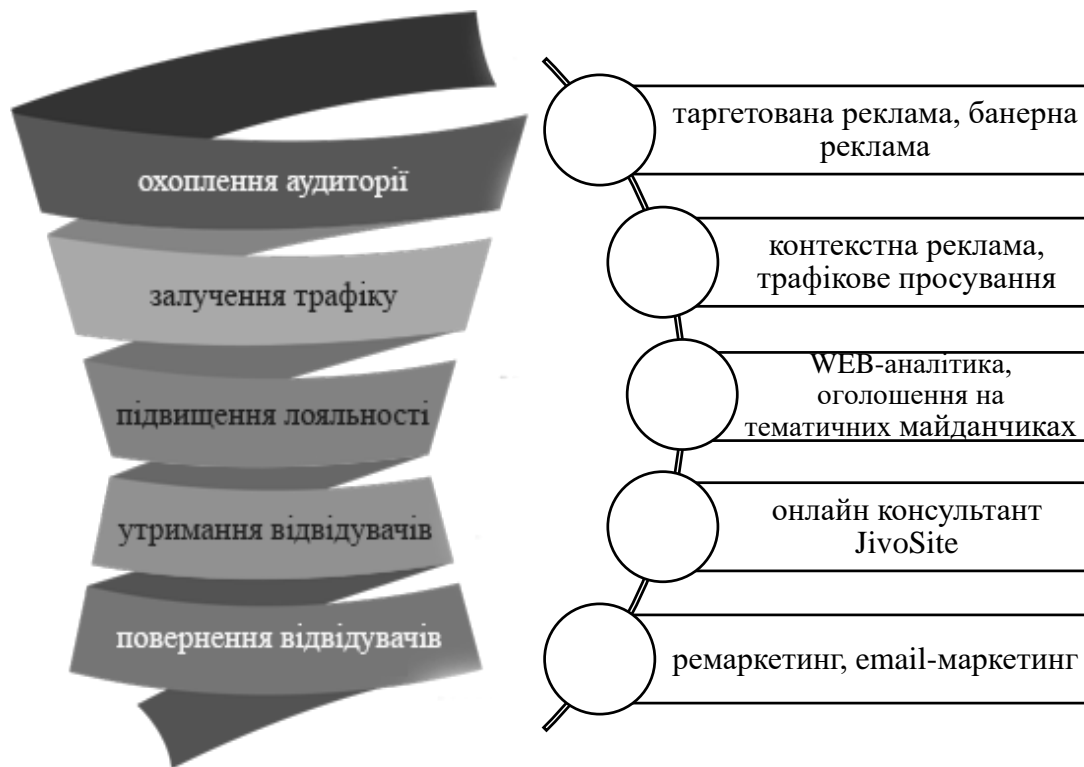 охоплення аудиторії
залучення трафіку
підвищення лояльності
утримання відвідувачів
повернення відвідувачів
таргетована реклама, банерна
реклама
контекстна реклама,
трафікове просування
WEB-аналітика,
оголошення на
тематичних майданчиках
онлайн консультант
JivoSite
ремаркетинг, email-маркетинг